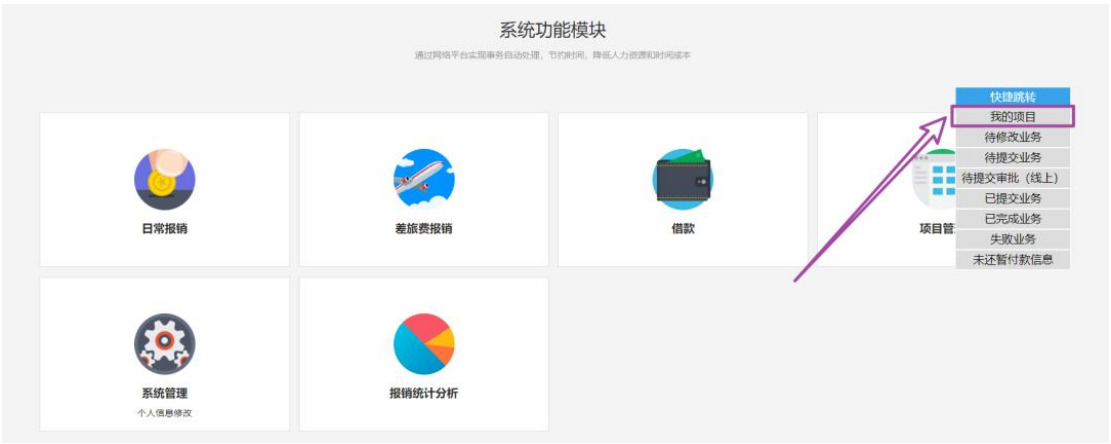 系统功能模块
通过网络平台实现事务自动处理，节约时间，降低人力资源和时间成本
快捷跳转
我的项目
待修改业务
待提交业务
待提交审批（线上）
已提交业务
已完成业务
失败业务
未还暂付款信息
日常报销
差旅费报销
借款
项目管
系统管理
个人信息修改
报销统计分析